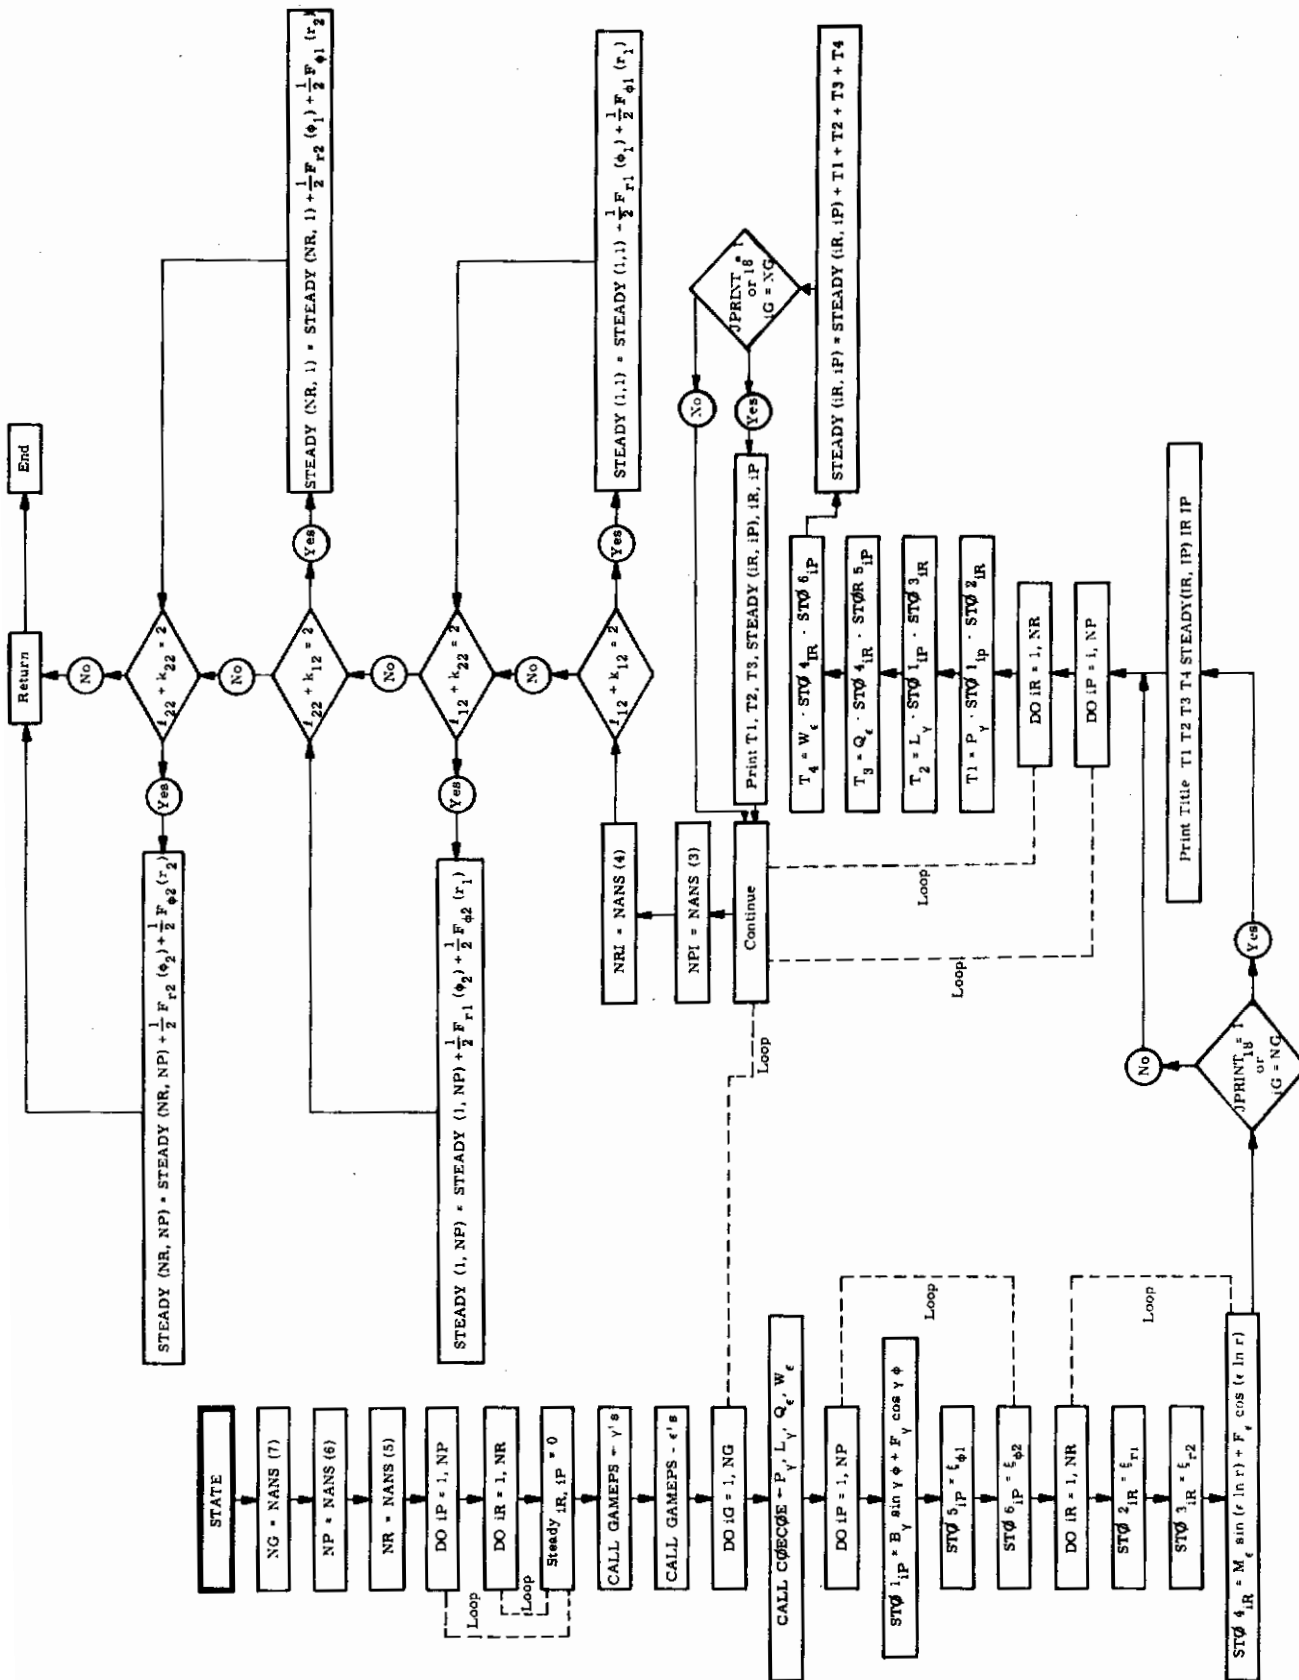 STATE
NG = NANS (7)
NP = NANS (6)
NR = NANS (5)
DO iP = 1, NP
DO iR = 1, NR
Steady iR, iP = 0
Loop
Loop
CALL GAMEPS - γ's
CALL GAMEPS - ε's
DO iG = 1, NG
CALL CØECØE - Pγ, Lγ, Qε, Wε
DO iP = 1, NP
STØ 1iP = Bγ sin γ φ + Fγ cos γ φ
STØ 5iP = ξφ1
STØ 6iP = ξφ2
Loop
DO iR = 1, NR
STØ 2iR = ξr1
STØ 3iR = ξr2
STØ 4iR = Mε sin (ε ln r) + Fε cos (ε ln r)
Loop
JPRINT18 = 1
or
iG = NG
No
Yes
Print Title T1 T2 T3 T4 STEADY(IR, IP) IR IP
DO iP = i, NP
DO iR = 1, NR
T1 = Pγ · STØ 1ip · STØ 2iR
T2 = Lγ · STØ 1iP · STØ 3iR
T3 = Qε · STØ 4iR · STØR 5iP
T4 = Wε · STØ 4iR · STØ 6iP
STEADY (iR, iP) = STEADY (iR, iP) + T1 + T2 + T3 + T4
JPRINT = 1
or 18
iG = NG
No
Yes
Print T1, T2, T3, STEADY (iR, iP), iR, iP
Continue
Loop
Loop
Loop
NPI = NANS (3)
NRI = NANS (4)
ℓ12 + k12 = 2
Yes
STEADY (1,1) = STEADY (1,1) + 1/2 Fr1 (φ1) + 1/2 Fφ1 (r1)
No
ℓ12 + k22 = 2
Yes
STEADY (1, NP) = STEADY (1, NP) + 1/2 Fr1 (φ2) + 1/2 Fφ2 (r1)
No
ℓ22 + k12 = 2
Yes
STEADY (NR, 1) = STEADY (NR, 1) + 1/2 Fr2 (φ1) + 1/2 Fφ1 (r2)
No
ℓ22 + k22 = 2
Yes
STEADY (NR, NP) = STEADY (NR, NP) + 1/2 Fr2 (φ2) + 1/2 Fφ2 (r2)
No
Return
End